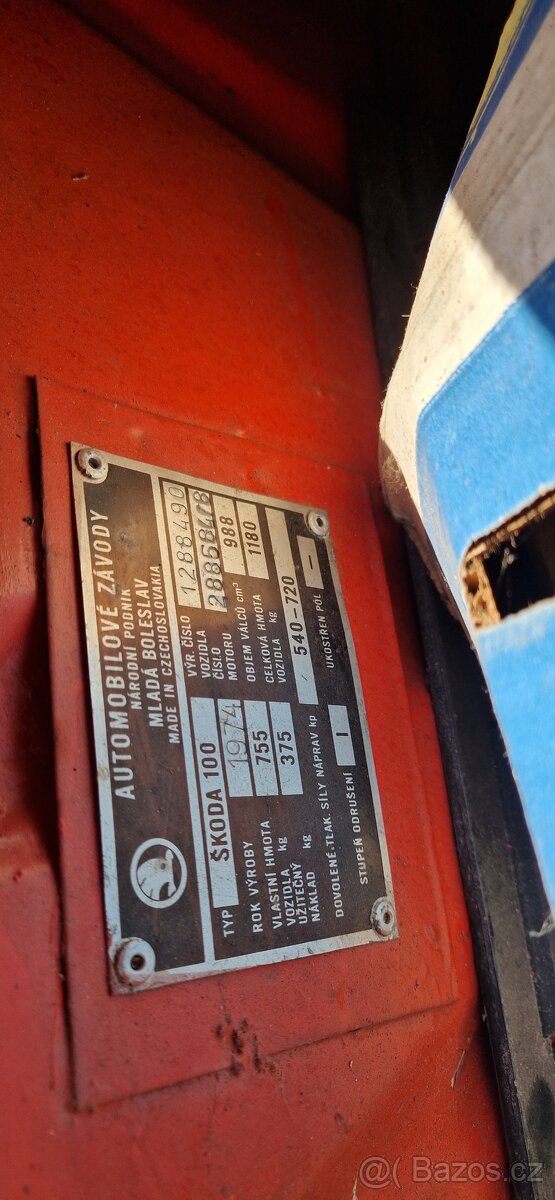 AUTOMOBILOVÉ ZÁVODY
NÁRODNÍ PODNIK
MLADÁ BOLESLAV
MADE IN CZECHOSLOVAKIA
TYP ŠKODA 100
VÝR. ČÍSLO VOZIDLA 1288490
ROK VÝROBY 1974
ČÍSLO MOTORU
VLASTNÍ HMOTA VOZIDLA kg 755
OBJEM VÁLCŮ cm³ 988
UŽITEČNÝ NÁKLAD kg 375
CELKOVÁ HMOTA VOZIDLA kg 1180
DOVOLENÉ TLAK. SÍLY NÁPRAV kp 540-720
STUPEŇ ODRUŠENÍ I
UKOSTŘEN PÓL –
@( ) Bazos.cz